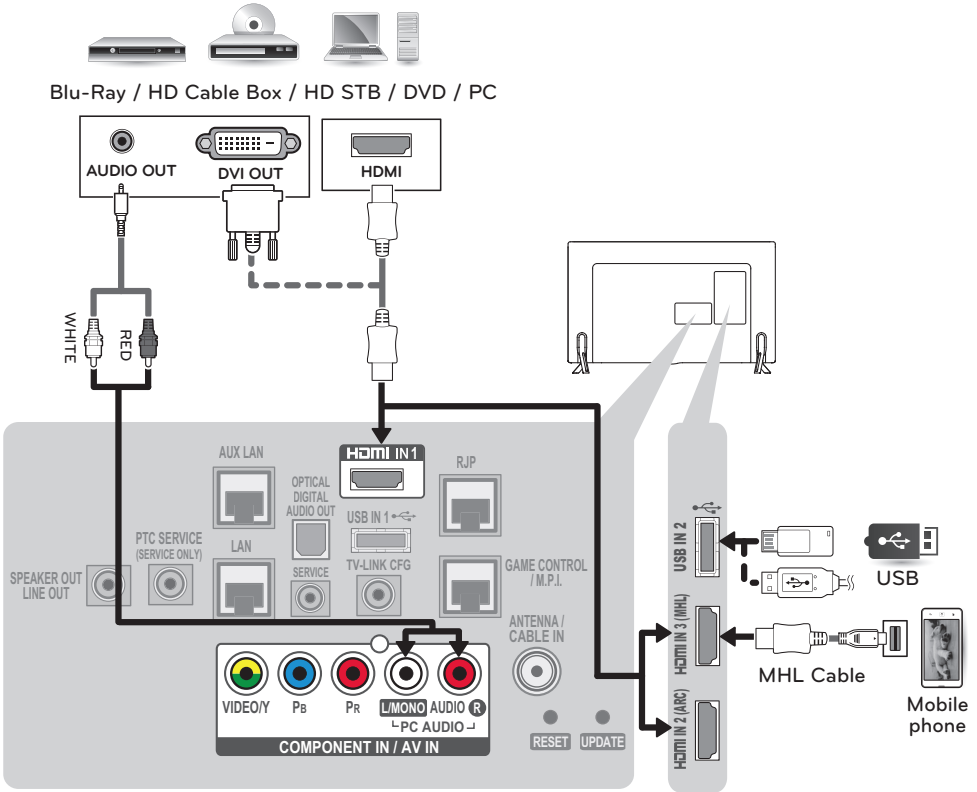 Blu-Ray / HD Cable Box / HD STB / DVD / PC
AUDIO OUT
DVI OUT
HDMI
WHITE
RED
AUX LAN
HDMI IN 1
RJP
OPTICAL
DIGITAL
AUDIO OUT
USB IN 1
PTC SERVICE
(SERVICE ONLY)
LAN
SPEAKER OUT
LINE OUT
SERVICE
TV-LINK CFG
GAME CONTROL
/ M.P.I.
ANTENNA /
CABLE IN
VIDEO/Y
PB
PR
L/MONO
AUDIO
R
PC AUDIO
COMPONENT IN / AV IN
RESET
UPDATE
USB IN 2
HDMI IN 3 (MHL)
HDMI IN 2 (ARC)
USB
MHL Cable
Mobile
phone